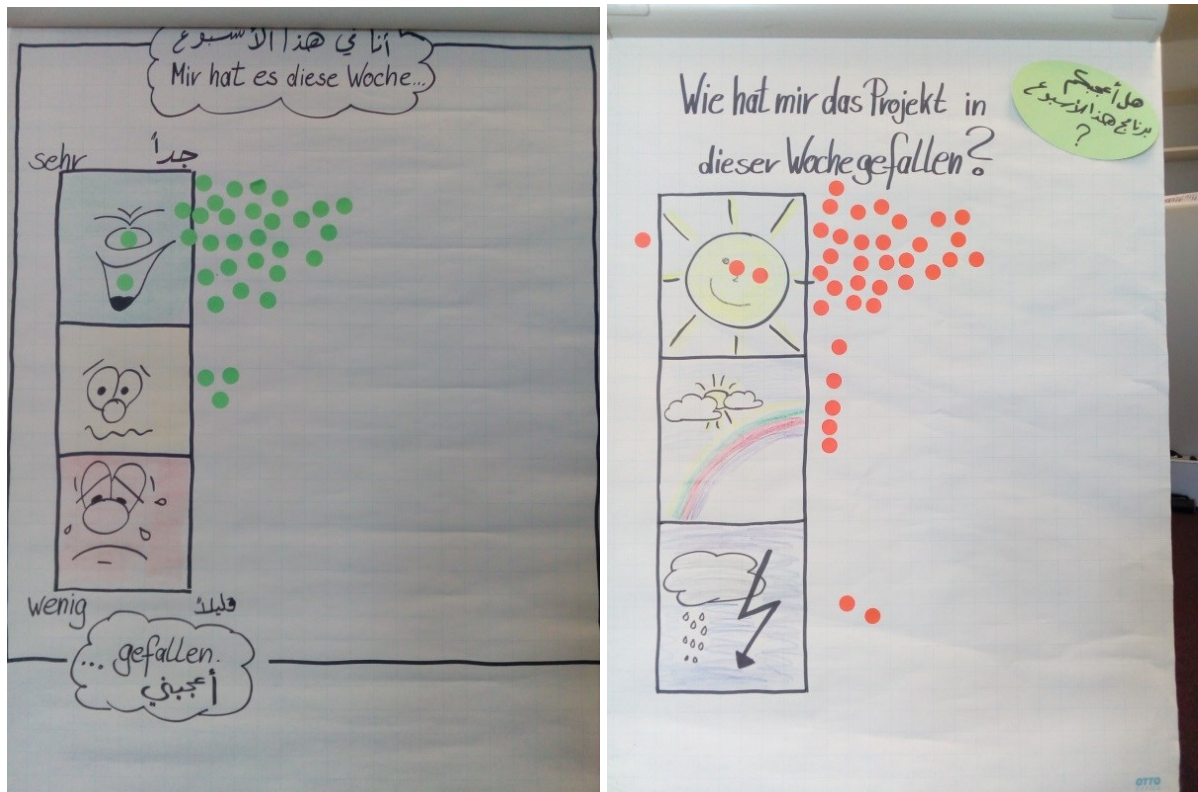 أنا في هذا الأسبوع
Mir hat es diese Woche...
sehr
جداً
wenig
قليلاً
... gefallen.
أعجبني
Wie hat mir das Projekt in
dieser Woche gefallen?
هل أعجبكم
برنامج هذا الأسبوع
?
OTTO